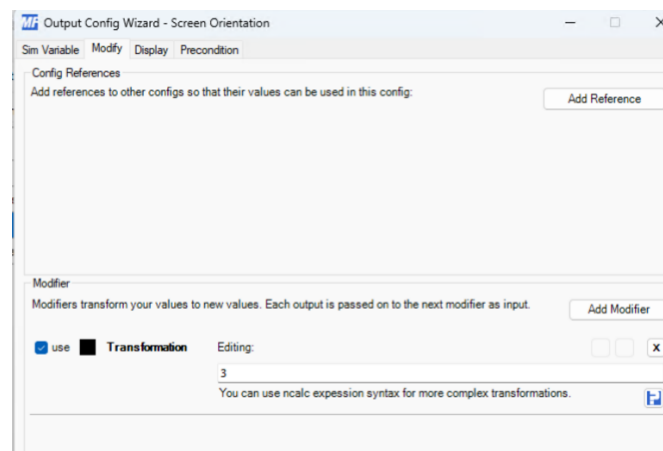 MF Output Config Wizard - Screen Orientation
Sim Variable Modify Display Precondition
Config References
Add references to other configs so that their values can be used in this config:
Add Reference
Modifier
Modifiers transform your values to new values. Each output is passed on to the next modifier as input.
Add Modifier
use Transformation Editing:
X
3
You can use ncalc expession syntax for more complex transformations.